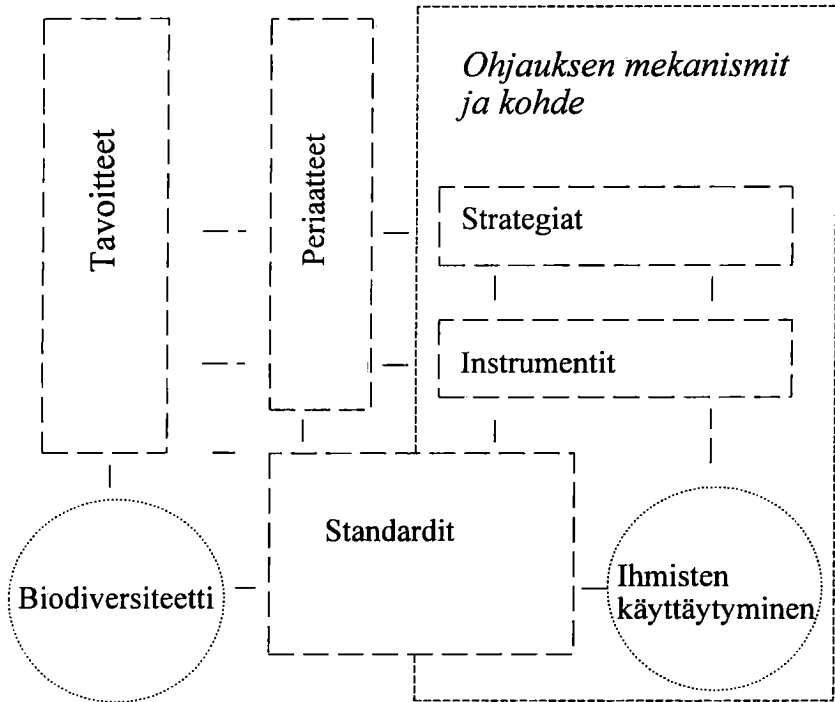 Tavoitteet
Periaatteet
Ohjauksen mekanismit
ja kohde
Strategiat
Instrumentit
Standardit
Biodiversiteetti
Ihmisten
käyttäytyminen